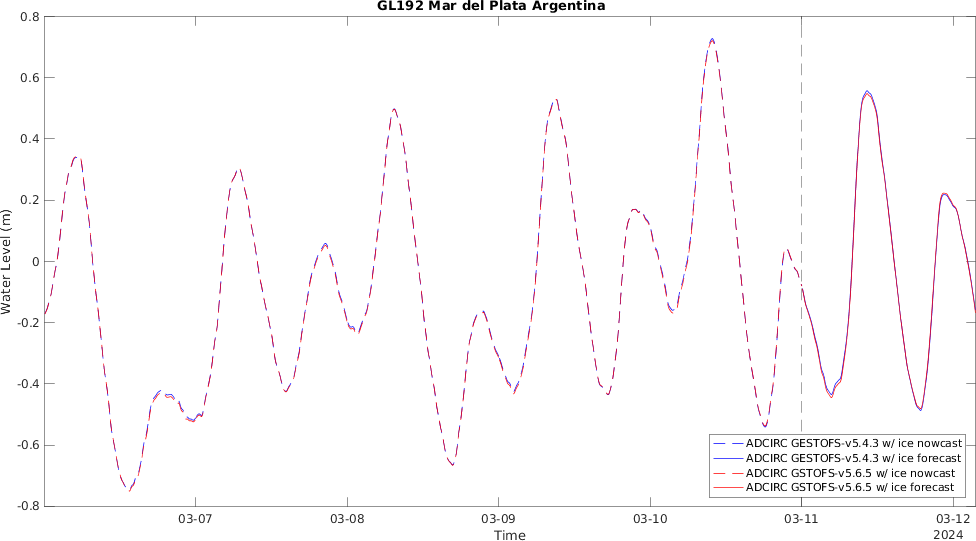 GL192 Mar del Plata Argentina
0.8
0.6
0.4
0.2
0
-0.2
-0.4
-0.6
-0.8
Water Level (m)
03-07
03-08
03-09
03-10
03-11
03-12
Time
2024
ADCIRC GESTOFS-v5.4.3 w/ ice nowcast
ADCIRC GESTOFS-v5.4.3 w/ ice forecast
ADCIRC GSTOFS-v5.6.5 w/ ice nowcast
ADCIRC GSTOFS-v5.6.5 w/ ice forecast